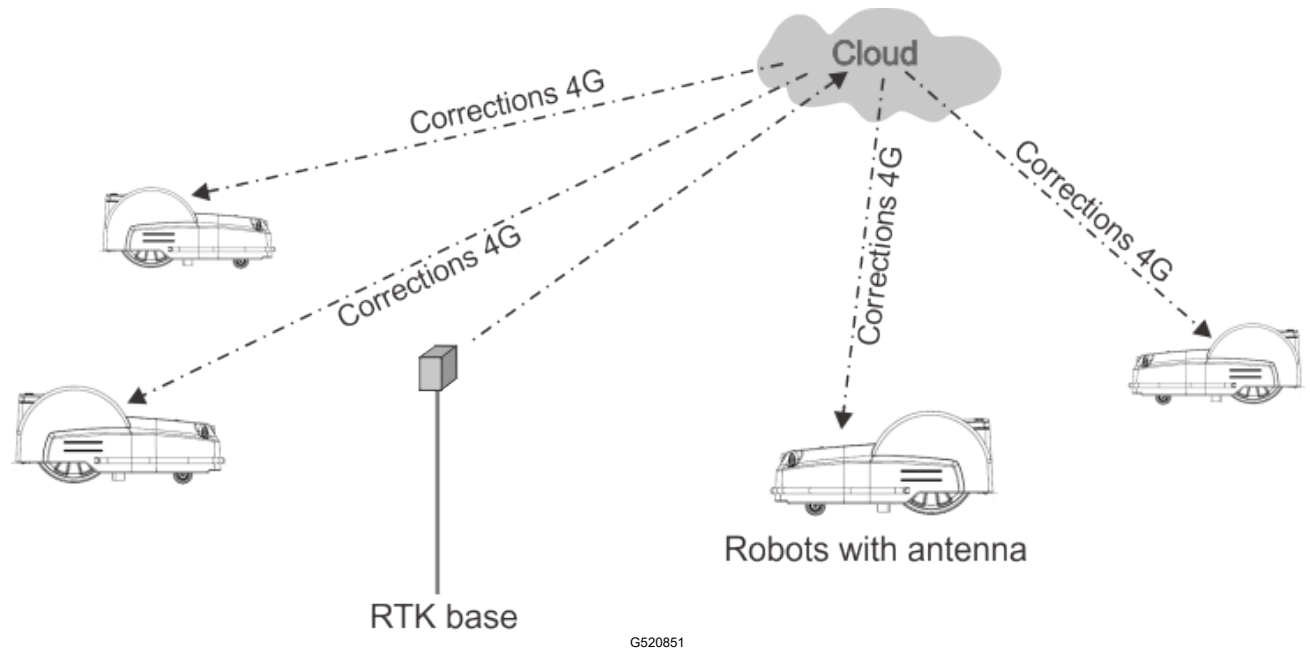 Cloud
Corrections 4G
Corrections 4G
Corrections 4G
Corrections 4G
Robots with antenna
RTK base
G520851